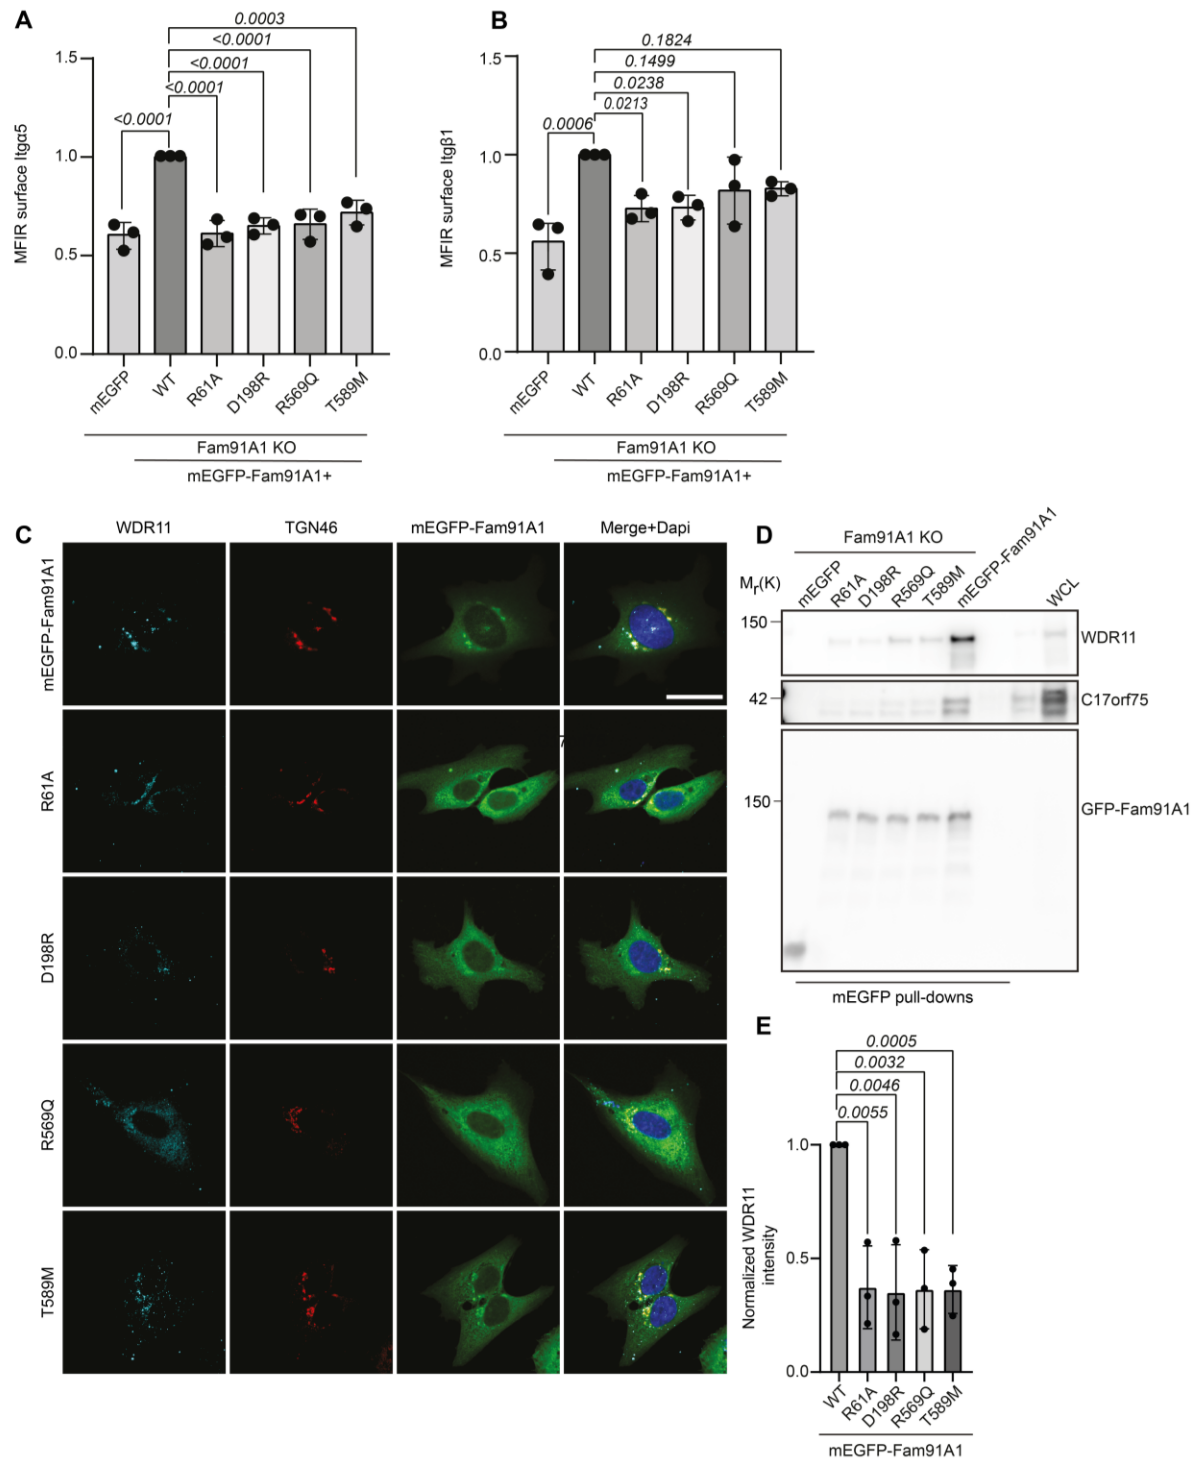 A
0.0003
<0.0001
<0.0001
<0.0001
<0.0001
1.5
1.0
0.5
0.0
MFIR surface Itgα5
mEGFP
WT
R61A
D198R
R569Q
T589M
Fam91A1 KO
mEGFP-Fam91A1+
B
0.1824
0.1499
0.0238
0.0213
0.0006
1.5
1.0
0.5
0.0
MFIR surface Itgβ1
mEGFP
WT
R61A
D198R
R569Q
T589M
Fam91A1 KO
mEGFP-Fam91A1+
C
WDR11 TGN46 mEGFP-Fam91A1 Merge+Dapi
mEGFP-Fam91A1
R61A
D198R
R569Q
T589M
D
Fam91A1 KO
Mr(K)
mEGFP
R61A
D198R
R569Q
T589M
mEGFP-Fam91A1
WCL
150
WDR11
42
C17orf75
150
GFP-Fam91A1
mEGFP pull-downs
E
0.0005
0.0032
0.0046
0.0055
1.0
0.5
0.0
Normalized WDR11
intensity
WT
R61A
D198R
R569Q
T589M
mEGFP-Fam91A1